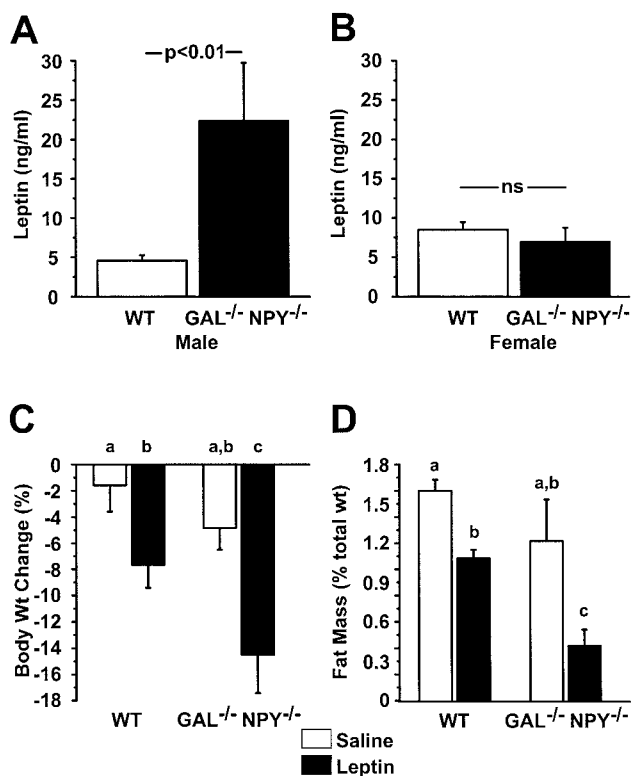 A
p<0.01
Leptin (ng/ml)
30
25
20
15
10
5
0
WT GAL-/- NPY-/-
Male
B
ns
Leptin (ng/ml)
30
25
20
15
10
5
0
WT GAL-/- NPY-/-
Female
C
a b a,b c
Body Wt Change (%)
0
-2
-4
-6
-8
-10
-12
-14
-16
-18
WT GAL-/- NPY-/-
D
a b a,b c
Fat Mass (% total wt)
1.8
1.5
1.2
0.9
0.6
0.3
0
WT GAL-/- NPY-/-
Saline
Leptin